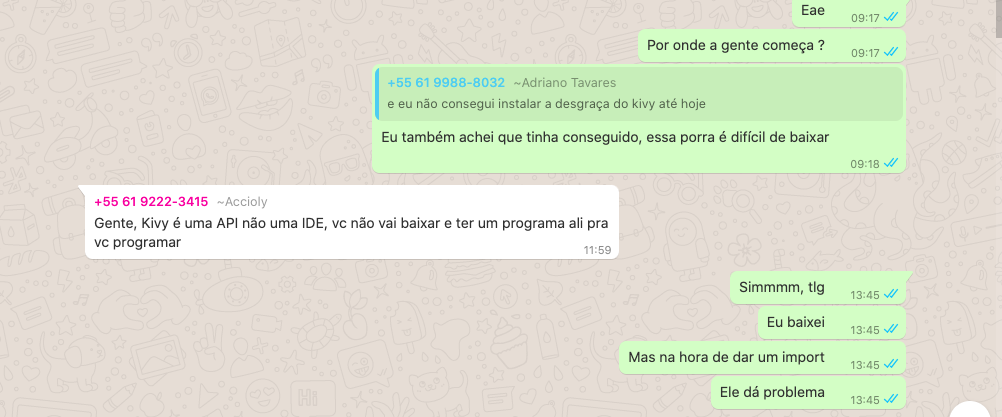 Eae
09:17
Por onde a gente começa ?
09:17
+55 61 9988-8032 ~Adriano Tavares
e eu não consegui instalar a desgraça do kivy até hoje
Eu também achei que tinha conseguido, essa porra é difícil de baixar
09:18
+55 61 9222-3415 ~Accioly
Gente, Kivy é uma API não uma IDE, vc não vai baixar e ter um programa ali pra
vc programar
11:59
Simmmm, tlg
13:45
Eu baixei
13:45
Mas na hora de dar um import
13:45
Ele dá problema
13:45